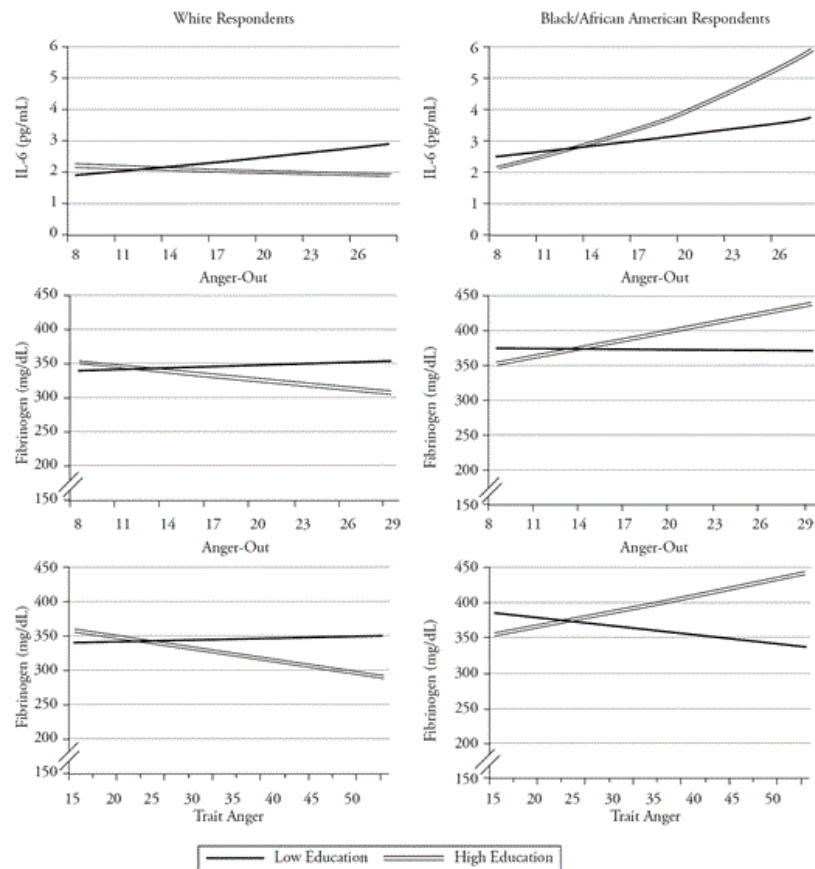 White Respondents
6
5
4
3
2
1
0
IL-6 (pg/mL)
8 11 14 17 20 23 26
Anger-Out
Black/African American Respondents
6
5
4
3
2
1
0
IL-6 (pg/mL)
8 11 14 17 20 23 26
Anger-Out
450
400
350
300
250
200
150
Fibrinogen (mg/dL)
8 11 14 17 20 23 26 29
Anger-Out
450
400
350
300
250
200
150
Fibrinogen (mg/dL)
8 11 14 17 20 23 26 29
Anger-Out
450
400
350
300
250
200
150
Fibrinogen (mg/dL)
15 20 25 30 35 40 45 50
Trait Anger
450
400
350
300
250
200
150
Fibrinogen (mg/dL)
15 20 25 30 35 40 45 50
Trait Anger
Low Education High Education